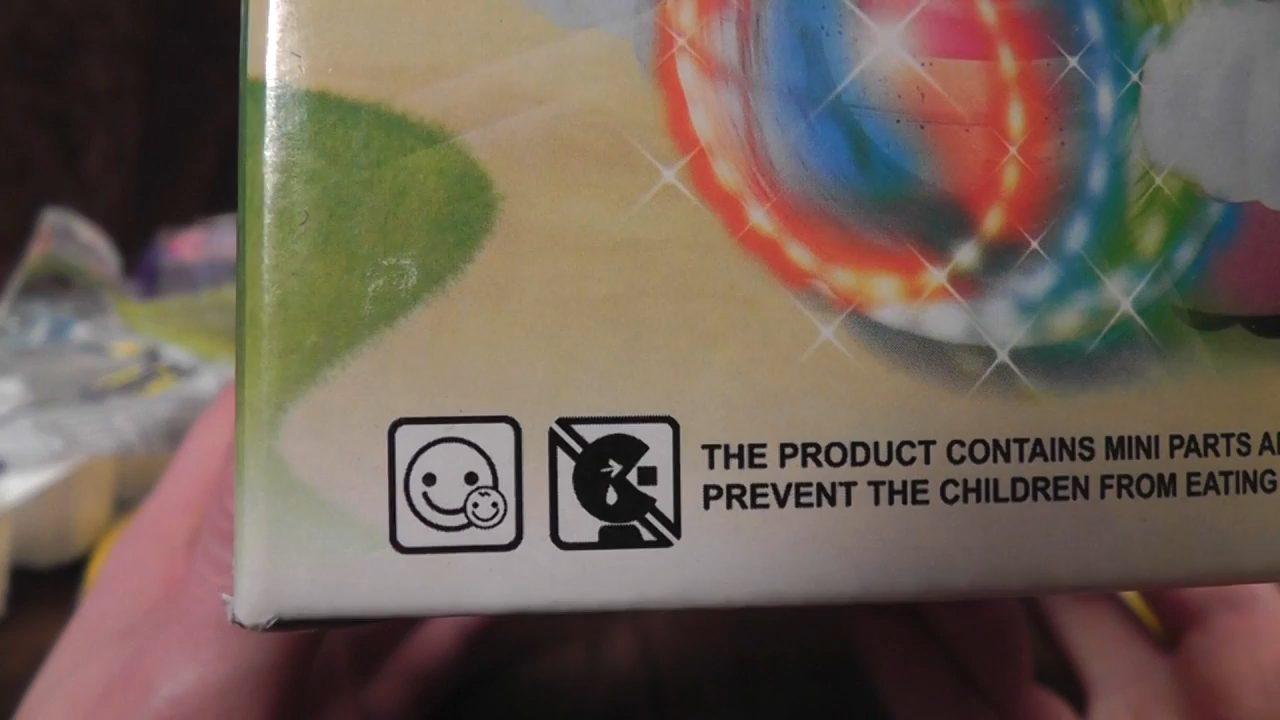 THE PRODUCT CONTAINS MINI PARTS
PREVENT THE CHILDREN FROM EATING